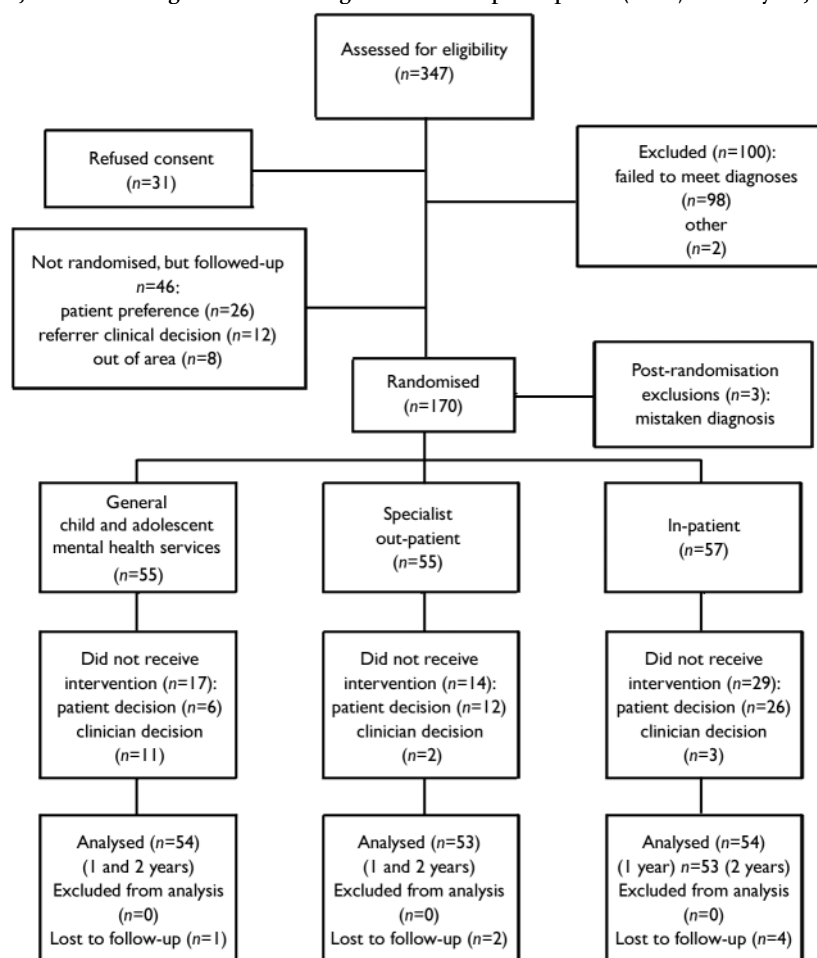 Assessed for eligibility
(n=347)
Refused consent
(n=31)
Excluded (n=100):
failed to meet diagnoses
(n=98)
other
(n=2)
Not randomised, but followed-up
n=46:
patient preference (n=26)
referrer clinical decision (n=12)
out of area (n=8)
Randomised
(n=170)
Post-randomisation
exclusions (n=3):
mistaken diagnosis
General
child and adolescent
mental health services
(n=55)
Specialist
out-patient
(n=55)
In-patient
(n=57)
Did not receive
intervention (n=17):
patient decision (n=6)
clinician decision
(n=11)
Did not receive
intervention (n=14):
patient decision (n=12)
clinician decision
(n=2)
Did not receive
intervention (n=29):
patient decision (n=26)
clinician decision
(n=3)
Analysed (n=54)
(1 and 2 years)
Excluded from analysis
(n=0)
Lost to follow-up (n=1)
Analysed (n=53)
(1 and 2 years)
Excluded from analysis
(n=0)
Lost to follow-up (n=2)
Analysed (n=54)
(1 year) n=53 (2 years)
Excluded from analysis
(n=0)
Lost to follow-up (n=4)